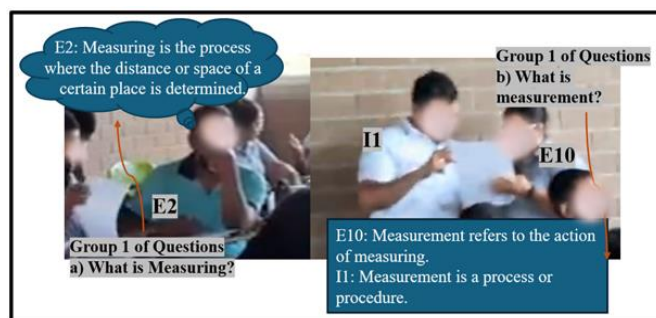 E2: Measuring is the process
where the distance or space of a
certain place is determined.
E2
Group 1 of Questions
a) What is Measuring?
Group 1 of Questions
b) What is
measurement?
I1
E10
E10: Measurement refers to the action
of measuring.
I1: Measurement is a process or
procedure.